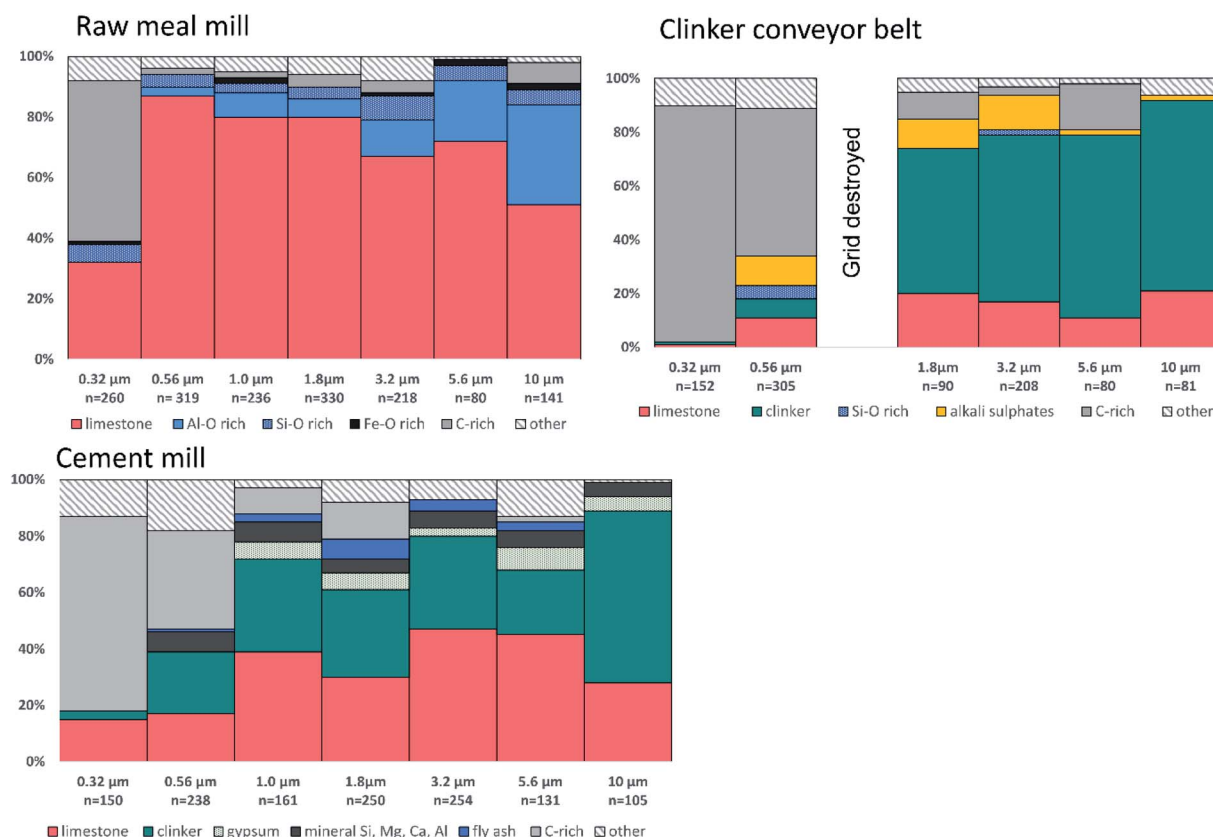 Raw meal mill
100%
80%
60%
40%
20%
0%
0.32 µm 0.56 µm 1.0 µm 1.8µm 3.2 µm 5.6 µm 10 µm
n=260 n= 319 n=236 n=330 n=218 n=80 n=141
limestone Al-O rich Si-O rich Fe-O rich C-rich other
Clinker conveyor belt
100%
80%
60%
40%
20%
0%
Grid destroyed
0.32 µm 0.56 µm 1.8µm 3.2 µm 5.6 µm 10 µm
n=152 n=305 n=90 n=208 n=80 n=81
limestone clinker Si-O rich alkali sulphates C-rich other
Cement mill
100%
80%
60%
40%
20%
0%
0.32 µm 0.56 µm 1.0 µm 1.8µm 3.2 µm 5.6 µm 10 µm
n=150 n=238 n=161 n=250 n=254 n=131 n=105
limestone clinker gypsum mineral Si, Mg, Ca, Al fly ash C-rich other